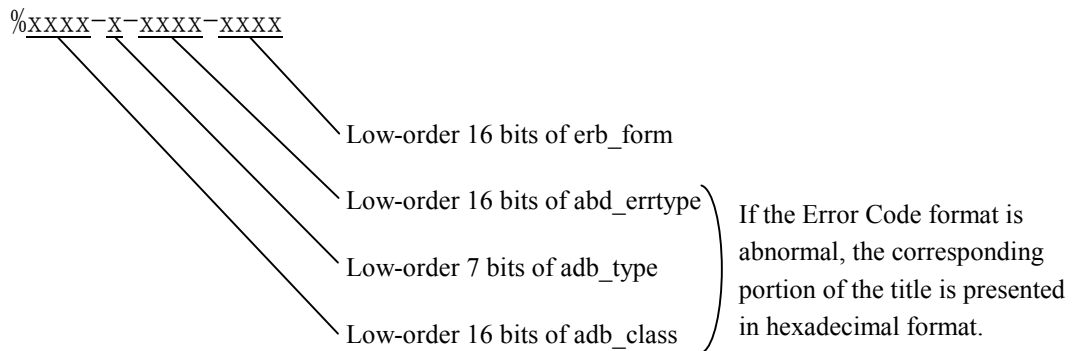 %xxxx-x-xxxx-xxxx
Low-order 16 bits of erb_form
Low-order 16 bits of abd_errtype
Low-order 7 bits of adb_type
Low-order 16 bits of adb_class
If the Error Code format is
abnormal, the corresponding
portion of the title is presented
in hexadecimal format.